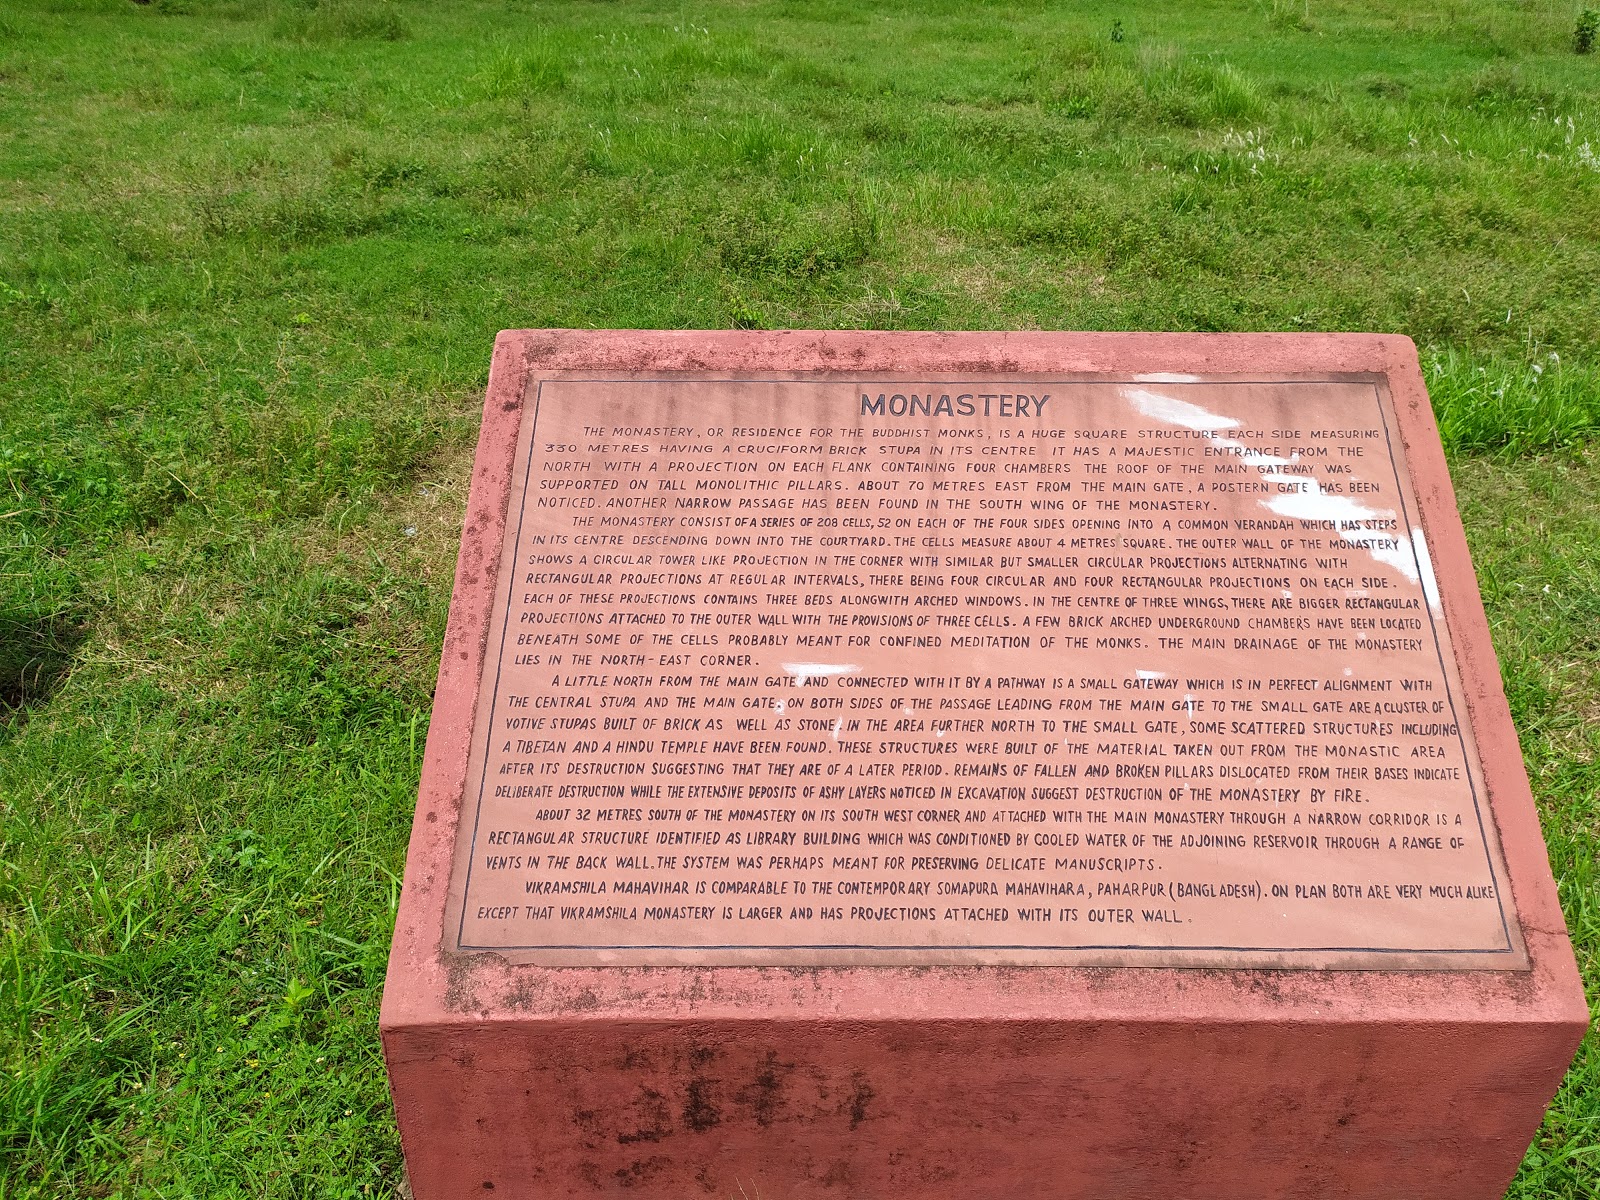 MONASTERY
THE MONASTERY, OR RESIDENCE FOR THE BUDDHIST MONKS, IS A HUGE SQUARE STRUCTURE EACH SIDE MEASURING
330 METRES HAVING A CRUCIFORM BRICK STUPA IN ITS CENTRE IT HAS A MAJESTIC ENTRANCE FROM THE
NORTH WITH A PROJECTION ON EACH FLANK CONTAINING FOUR CHAMBERS THE ROOF OF THE MAIN GATEWAY WAS
SUPPORTED ON TALL MONOLITHIC PILLARS. ABOUT 70 METRES EAST FROM THE MAIN GATE, A POSTERN GATE HAS BEEN
NOTICED. ANOTHER NARROW PASSAGE HAS BEEN FOUND IN THE SOUTH WING OF THE MONASTERY.
THE MONASTERY CONSIST OF A SERIES OF 208 CELLS, 52 ON EACH OF THE FOUR SIDES OPENING INTO A COMMON VERANDAH WHICH HAS STEPS
IN ITS CENTRE DESCENDING DOWN INTO THE COURTYARD. THE CELLS MEASURE ABOUT 4 METRES SQUARE. THE OUTER WALL OF THE MONASTERY
SHOWS A CIRCULAR TOWER LIKE PROJECTION IN THE CORNER WITH SIMILAR BUT SMALLER CIRCULAR PROJECTIONS ALTERNATING WITH
RECTANGULAR PROJECTIONS AT REGULAR INTERVALS, THERE BEING FOUR CIRCULAR AND FOUR RECTANGULAR PROJECTIONS ON EACH SIDE.
EACH OF THESE PROJECTIONS CONTAINS THREE BEDS ALONGWITH ARCHED WINDOWS. IN THE CENTRE OF THREE WINGS, THERE ARE BIGGER RECTANGULAR
PROJECTIONS ATTACHED TO THE OUTER WALL WITH THE PROVISIONS OF THREE CELLS. A FEW BRICK ARCHED UNDERGROUND CHAMBERS HAVE BEEN LOCATED
BENEATH SOME OF THE CELLS PROBABLY MEANT FOR CONFINED MEDITATION OF THE MONKS. THE MAIN DRAINAGE OF THE MONASTERY
LIES IN THE NORTH-EAST CORNER.
A LITTLE NORTH FROM THE MAIN GATE AND CONNECTED WITH IT BY A PATHWAY IS A SMALL GATEWAY WHICH IS IN PERFECT ALIGNMENT WITH
THE CENTRAL STUPA AND THE MAIN GATE. ON BOTH SIDES OF THE PASSAGE LEADING FROM THE MAIN GATE TO THE SMALL GATE ARE A CLUSTER OF
VOTIVE STUPAS BUILT OF BRICK AS WELL AS STONE. IN THE AREA FURTHER NORTH TO THE SMALL GATE, SOME SCATTERED STRUCTURES INCLUDING
A TIBETAN AND A HINDU TEMPLE HAVE BEEN FOUND. THESE STRUCTURES WERE BUILT OF THE MATERIAL TAKEN OUT FROM THE MONASTIC AREA
AFTER ITS DESTRUCTION SUGGESTING THAT THEY ARE OF A LATER PERIOD. REMAINS OF FALLEN AND BROKEN PILLARS DISLOCATED FROM THEIR BASES INDICATE
DELIBERATE DESTRUCTION WHILE THE EXTENSIVE DEPOSITS OF ASHY LAYERS NOTICED IN EXCAVATION SUGGEST DESTRUCTION OF THE MONASTERY BY FIRE.
ABOUT 32 METRES SOUTH OF THE MONASTERY ON ITS SOUTH WEST CORNER AND ATTACHED WITH THE MAIN MONASTERY THROUGH A NARROW CORRIDOR IS A
RECTANGULAR STRUCTURE IDENTIFIED AS LIBRARY BUILDING WHICH WAS CONDITIONED BY COOLED WATER OF THE ADJOINING RESERVOIR THROUGH A RANGE OF
VENTS IN THE BACK WALL. THE SYSTEM WAS PERHAPS MEANT FOR PRESERVING DELICATE MANUSCRIPTS.
VIKRAMSHILA MAHAVIHAR IS COMPARABLE TO THE CONTEMPORARY SOMAPURA MAHAVIHARA, PAHARPUR (BANGLADESH). ON PLAN BOTH ARE VERY MUCH ALIKE
EXCEPT THAT VIKRAMSHILA MONASTERY IS LARGER AND HAS PROJECTIONS ATTACHED WITH ITS OUTER WALL.